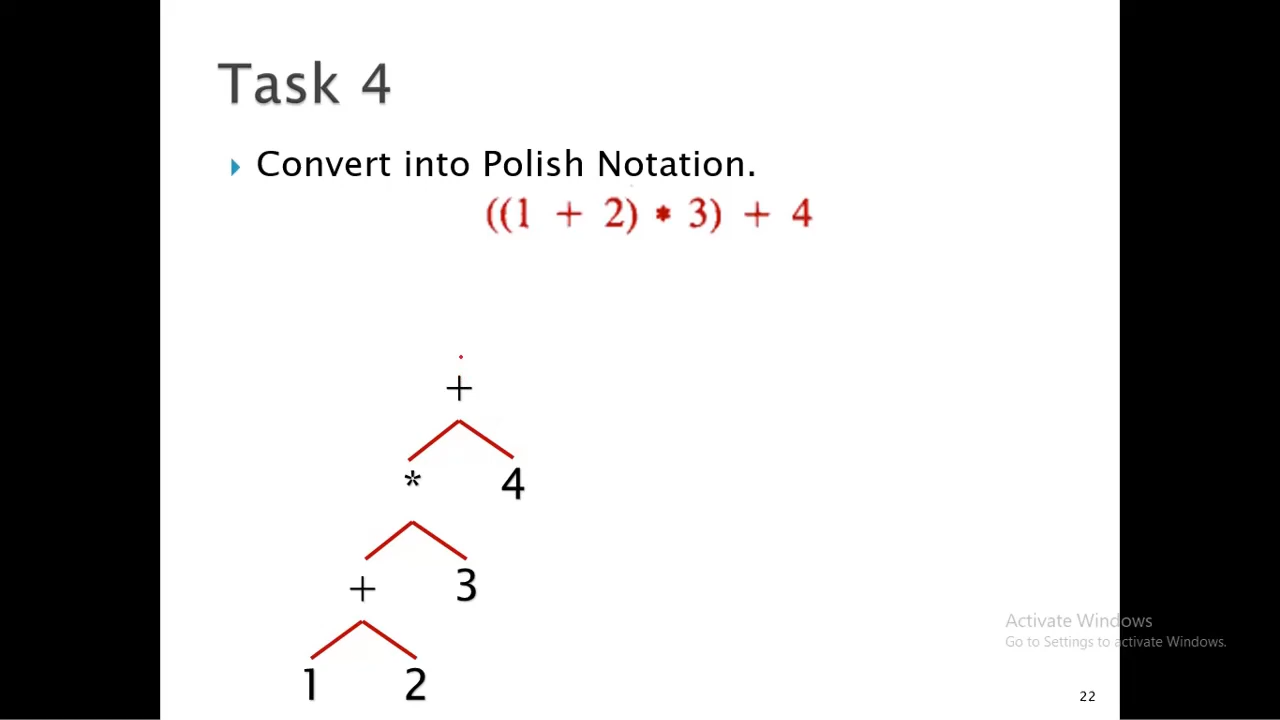 Task 4
Convert into Polish Notation.
((1 + 2) * 3) + 4
+
* 4
+ 3
1 2
Activate Windows
Go to Settings to activate Windows.
22